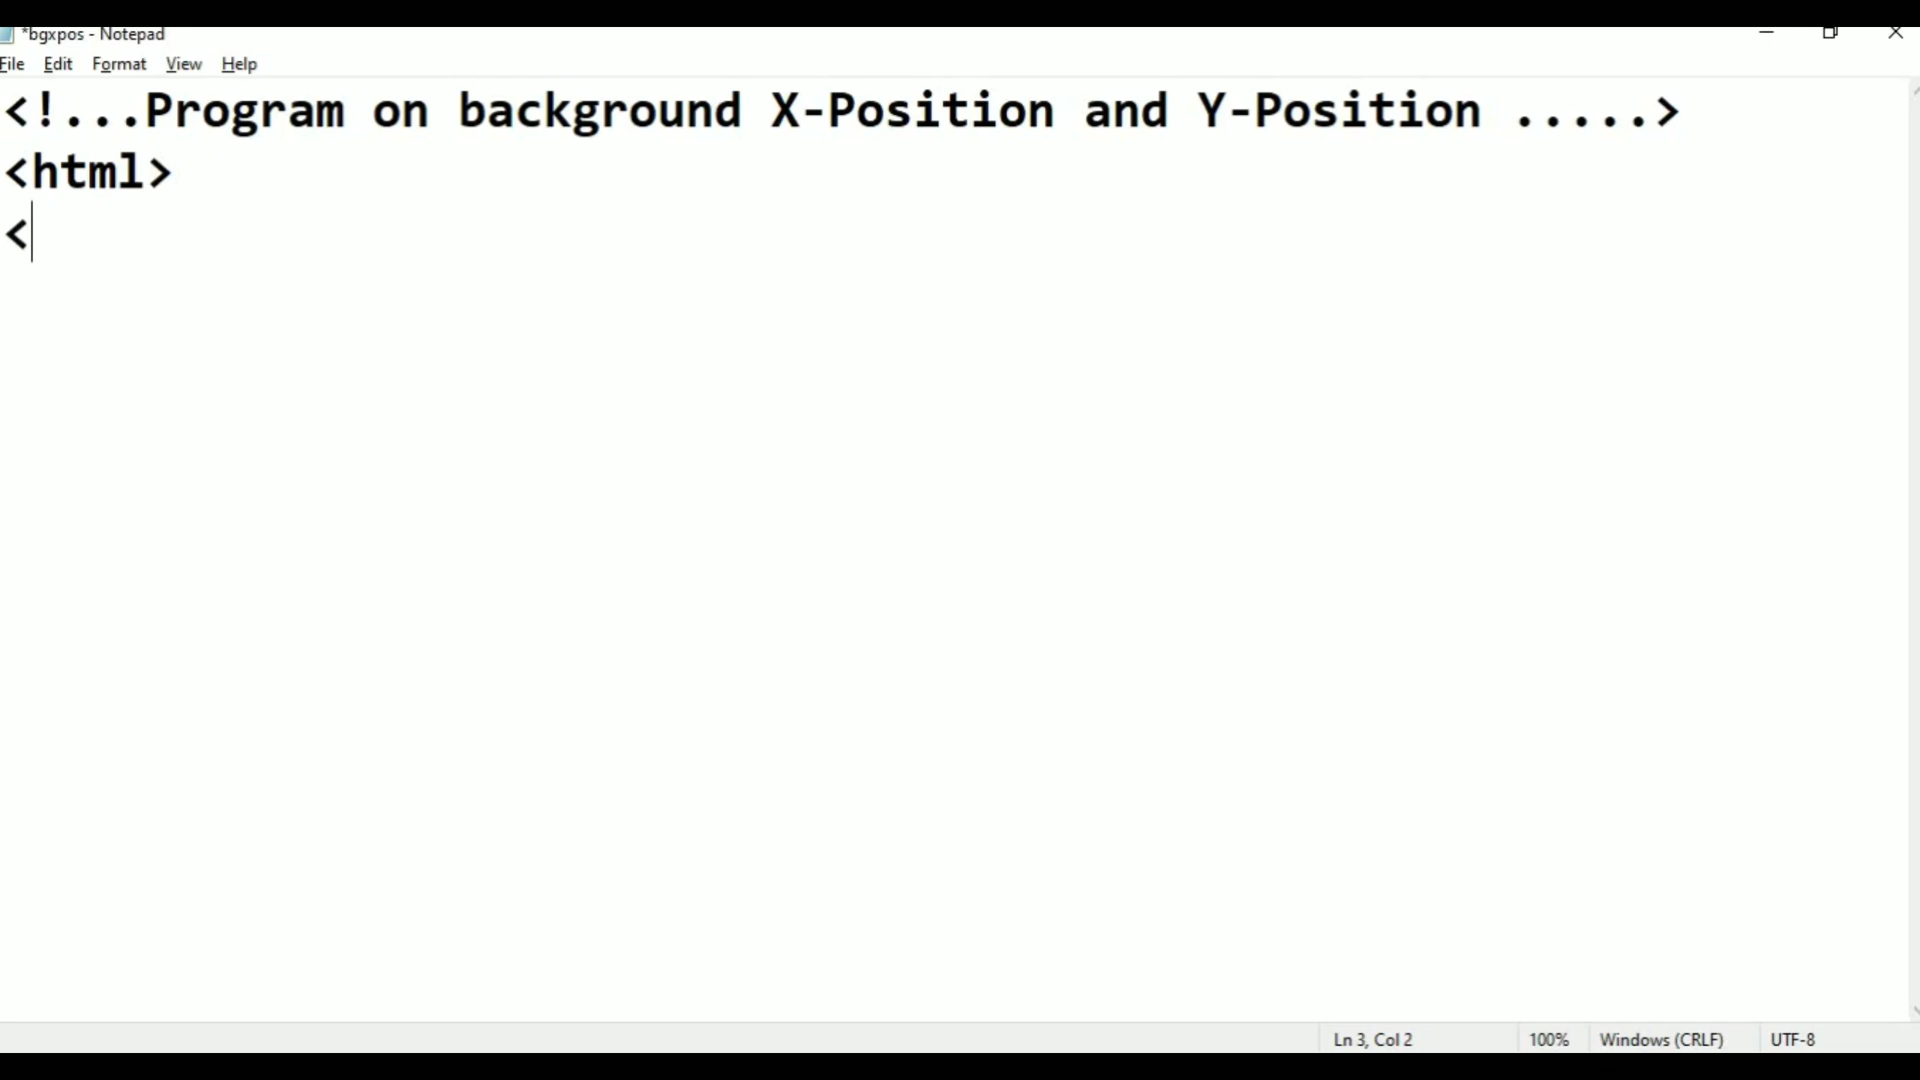 *bgxpos - Notepad
File Edit Format View Help
<!...Program on background X-Position and Y-Position .....>
<html>
<
Ln 3, Col 2 100% Windows (CRLF) UTF-8